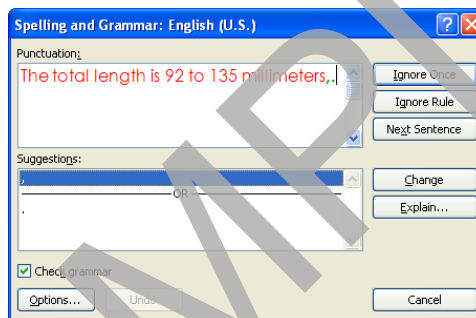 Spelling and Grammar: English (U.S.)
Punctuation:
The total length is 92 to 135 millimeters,.
Ignore Once
Ignore Rule
Next Sentence
Suggestions:
,
OR
.
Change
Explain...
Check grammar
Options...
Undo
Cancel